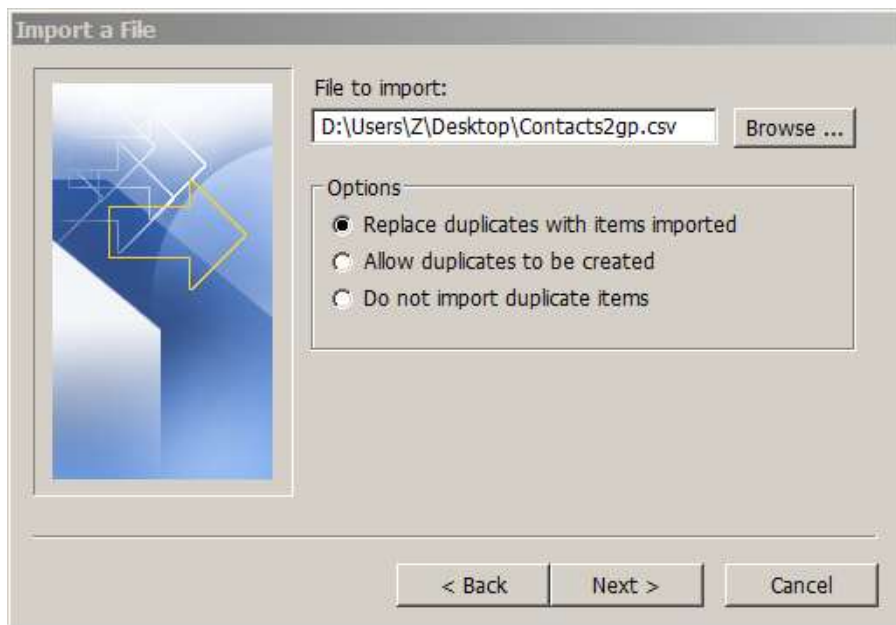 Import a File
File to import:
D:\Users\Z\Desktop\Contacts2gp.csv
Browse ...
Options
Replace duplicates with items imported
Allow duplicates to be created
Do not import duplicate items
< Back
Next >
Cancel